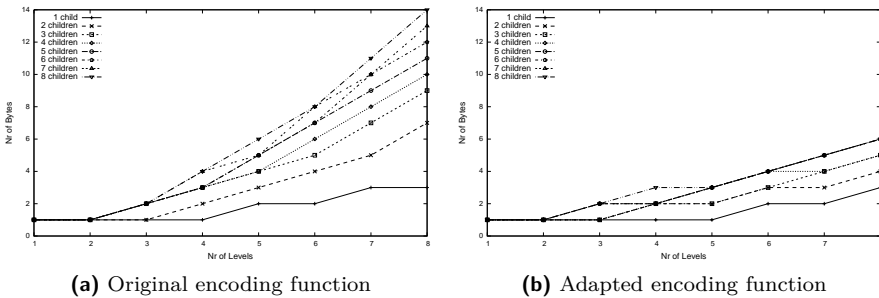 14
12
10
8
6
4
2
0
Nr of Bytes
1 child
2 children
3 children
4 children
5 children
6 children
7 children
8 children
1 2 3 4 5 6 7 8
Nr of Levels
(a) Original encoding function
14
12
10
8
6
4
2
0
Nr of Bytes
1 child
2 children
3 children
4 children
5 children
6 children
7 children
8 children
1 2 3 4 5 6 7
Nr of Levels
(b) Adapted encoding function